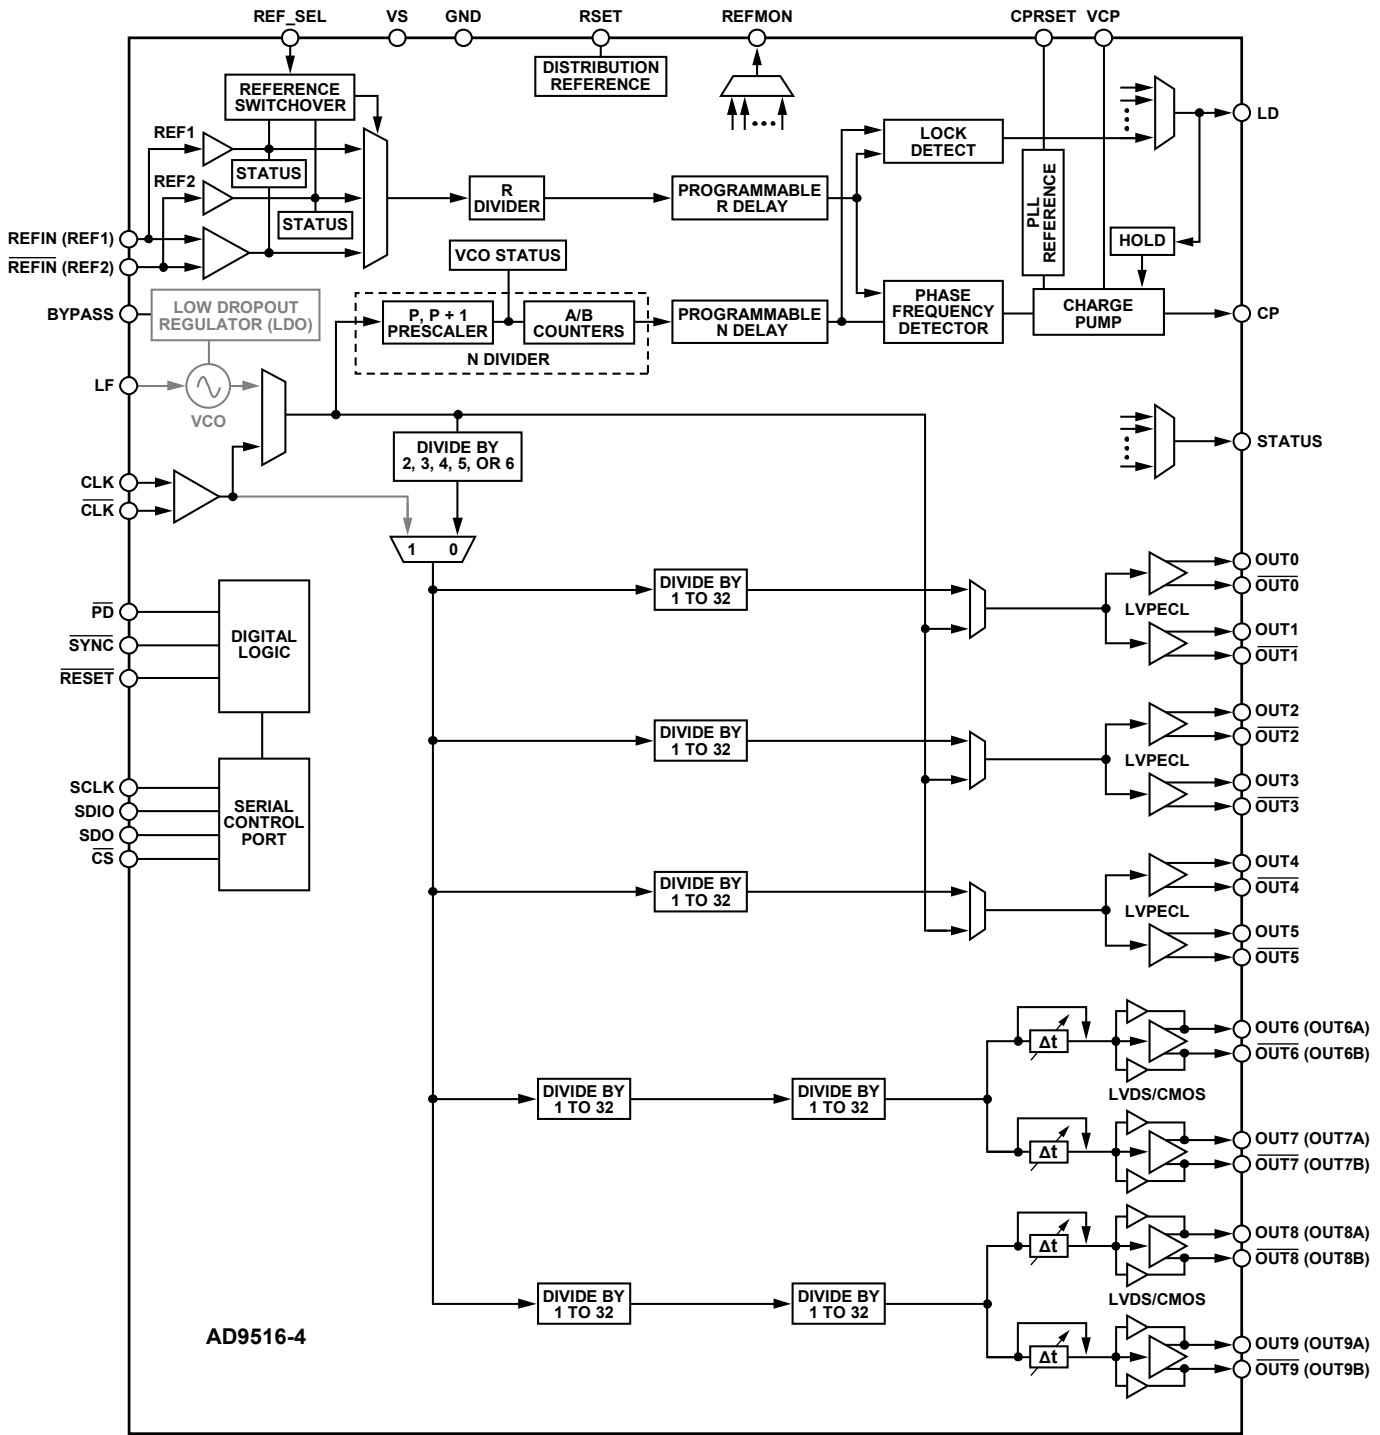 REF_SEL VS GND RSET REFMON CPRSET VCP
REFERENCE
SWITCHOVER
DISTRIBUTION
REFERENCE
REF1
STATUS
REF2
STATUS
REFIN (REF1)
REFIN (REF2)
R
DIVIDER
PROGRAMMABLE
R DELAY
LOCK
DETECT
PLL
REFERENCE
LD
HOLD
VCO STATUS
BYPASS
LOW DROPOUT
REGULATOR (LDO)
P, P + 1
PRESCALER
A/B
COUNTERS
N DIVIDER
PROGRAMMABLE
N DELAY
PHASE
FREQUENCY
DETECTOR
CHARGE
PUMP
CP
LF
VCO
STATUS
DIVIDE BY
2, 3, 4, 5, OR 6
CLK
CLK
1 0
PD
SYNC
RESET
DIGITAL
LOGIC
SCLK
SDIO
SDO
CS
SERIAL
CONTROL
PORT
DIVIDE BY
1 TO 32
LVPECL
OUT0
OUT0
OUT1
OUT1
DIVIDE BY
1 TO 32
LVPECL
OUT2
OUT2
OUT3
OUT3
DIVIDE BY
1 TO 32
LVPECL
OUT4
OUT4
OUT5
OUT5
DIVIDE BY
1 TO 32
DIVIDE BY
1 TO 32
Δt
OUT6 (OUT6A)
OUT6 (OUT6B)
LVDS/CMOS
Δt
OUT7 (OUT7A)
OUT7 (OUT7B)
DIVIDE BY
1 TO 32
DIVIDE BY
1 TO 32
Δt
OUT8 (OUT8A)
OUT8 (OUT8B)
LVDS/CMOS
Δt
OUT9 (OUT9A)
OUT9 (OUT9B)
AD9516-4